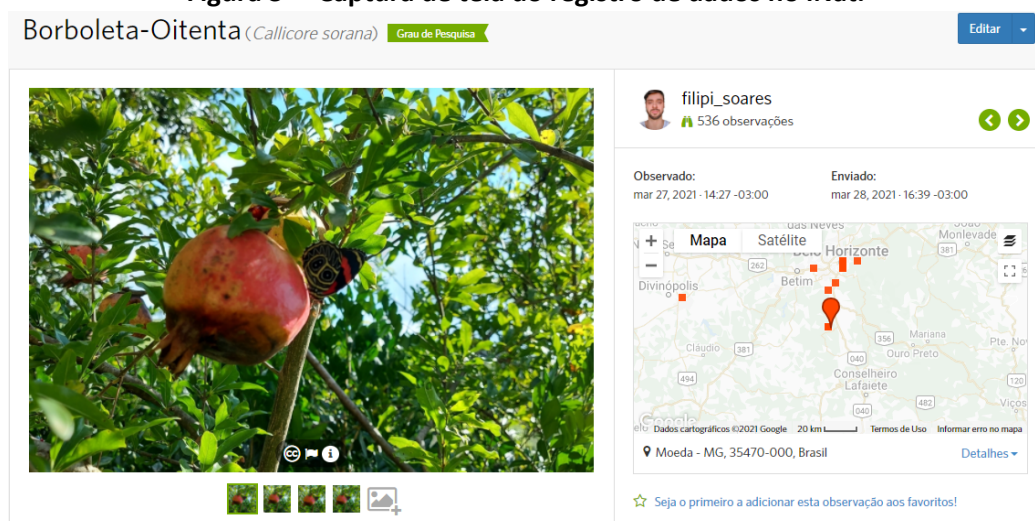 Borboleta-Oitenta (Callicore sorana) Grau de Pesquisa
Editar
filipi_soares
536 observações
Observado:
mar 27, 2021 · 14:27 -03:00
Enviado:
mar 28, 2021 · 16:39 -03:00
Mapa
Satélite
das Neves
Monlevade
Horizonte
381
262
Betim
Divinópolis
Cláudio
381
356
Mariana
Ouro Preto
040
Conselheiro
Lafaiete
494
120
482
Viços
040
Google
Dados cartográficos ©2021 Google
20 km
Termos de Uso
Informar erro no mapa
Moeda - MG, 35470-000, Brasil
Detalhes
Seja o primeiro a adicionar esta observação aos favoritos!